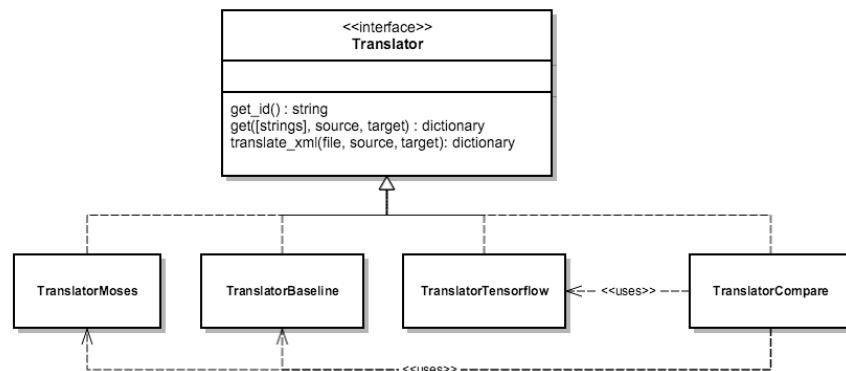 <<interface>>
Translator
get_id() : string
get([strings], source, target) : dictionary
translate_xml(file, source, target): dictionary
TranslatorMoses
TranslatorBaseline
TranslatorTensorflow
<<uses>>
TranslatorCompare
<<uses>>